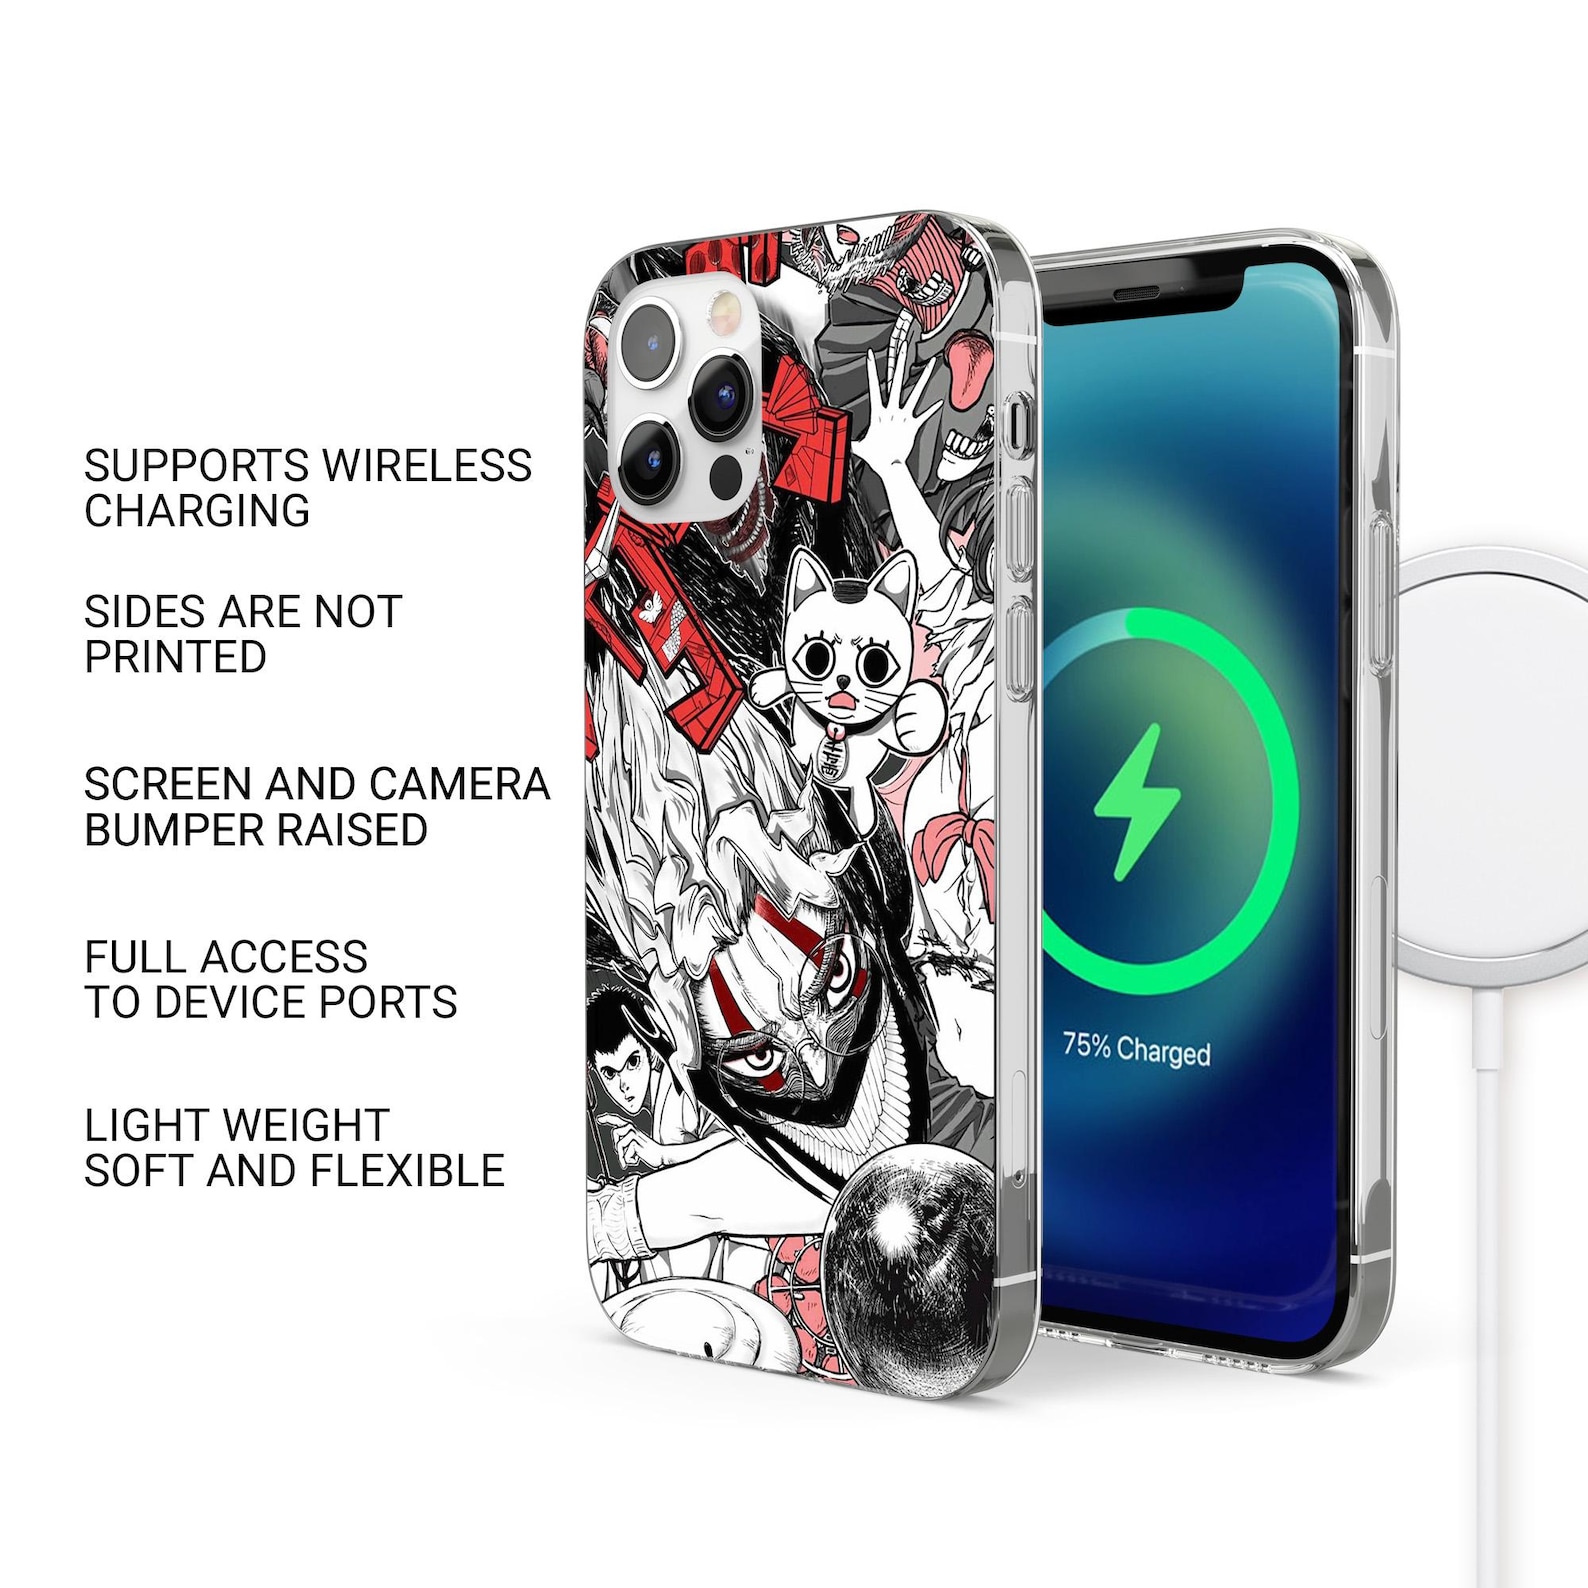 SUPPORTS WIRELESS
CHARGING
SIDES ARE NOT
PRINTED
SCREEN AND CAMERA
BUMPER RAISED
FULL ACCESS
TO DEVICE PORTS
LIGHT WEIGHT
SOFT AND FLEXIBLE
75% Charged